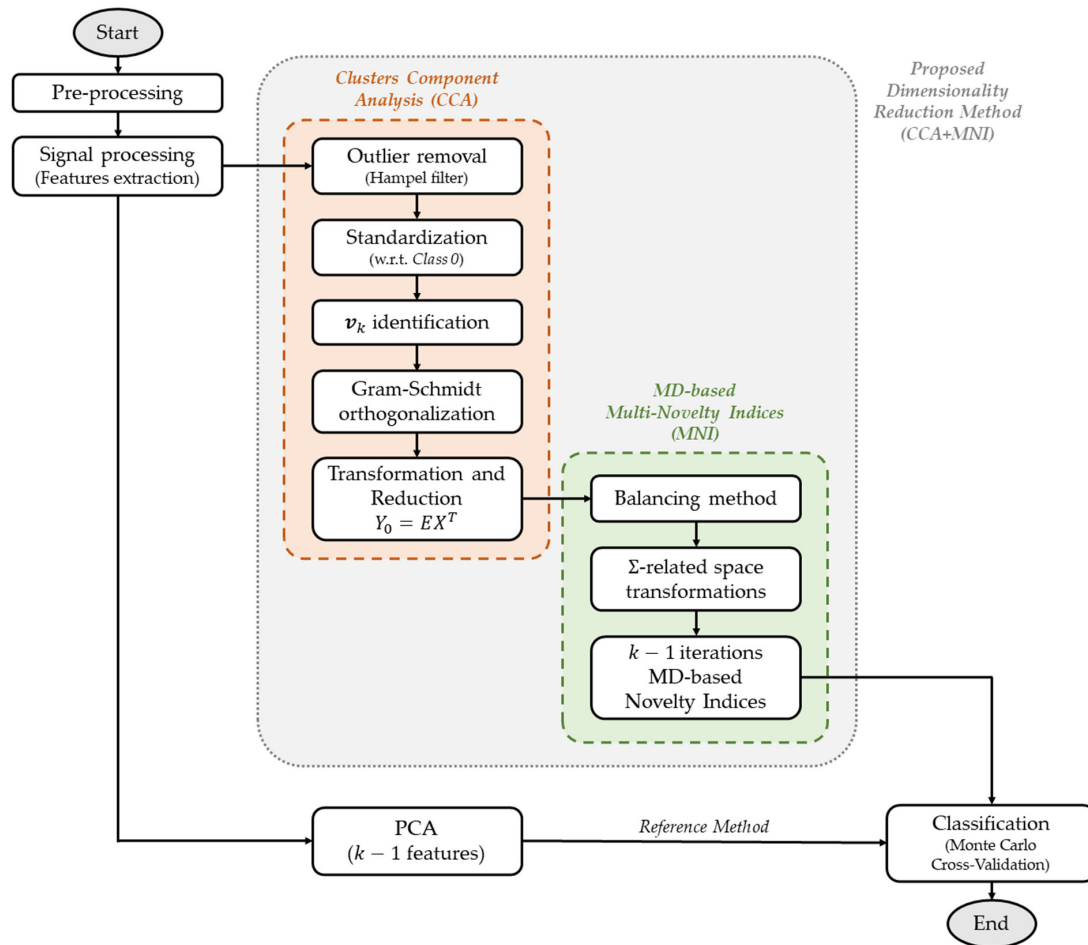 Start
Pre-processing
Signal processing
(Features extraction)
Clusters Component
Analysis (CCA)
Outlier removal
(Hampel filter)
Standardization
(w.r.t. Class 0)
𝒗ₖ identification
Gram-Schmidt
orthogonalization
Transformation and
Reduction
Y₀ = EXᵀ
Proposed
Dimensionality
Reduction Method
(CCA+MNI)
MD-based
Multi-Novelty Indices
(MNI)
Balancing method
Σ-related space
transformations
k − 1 iterations
MD-based
Novelty Indices
PCA
(k − 1 features)
Reference Method
Classification
(Monte Carlo
Cross-Validation)
End